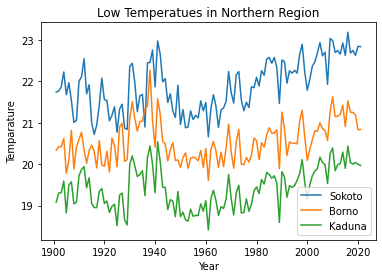 Low Temperatues in Northern Region
Temparature
23
22
21
20
19
1900
1920
1940
1960
1980
2000
2020
Year
Sokoto
Borno
Kaduna